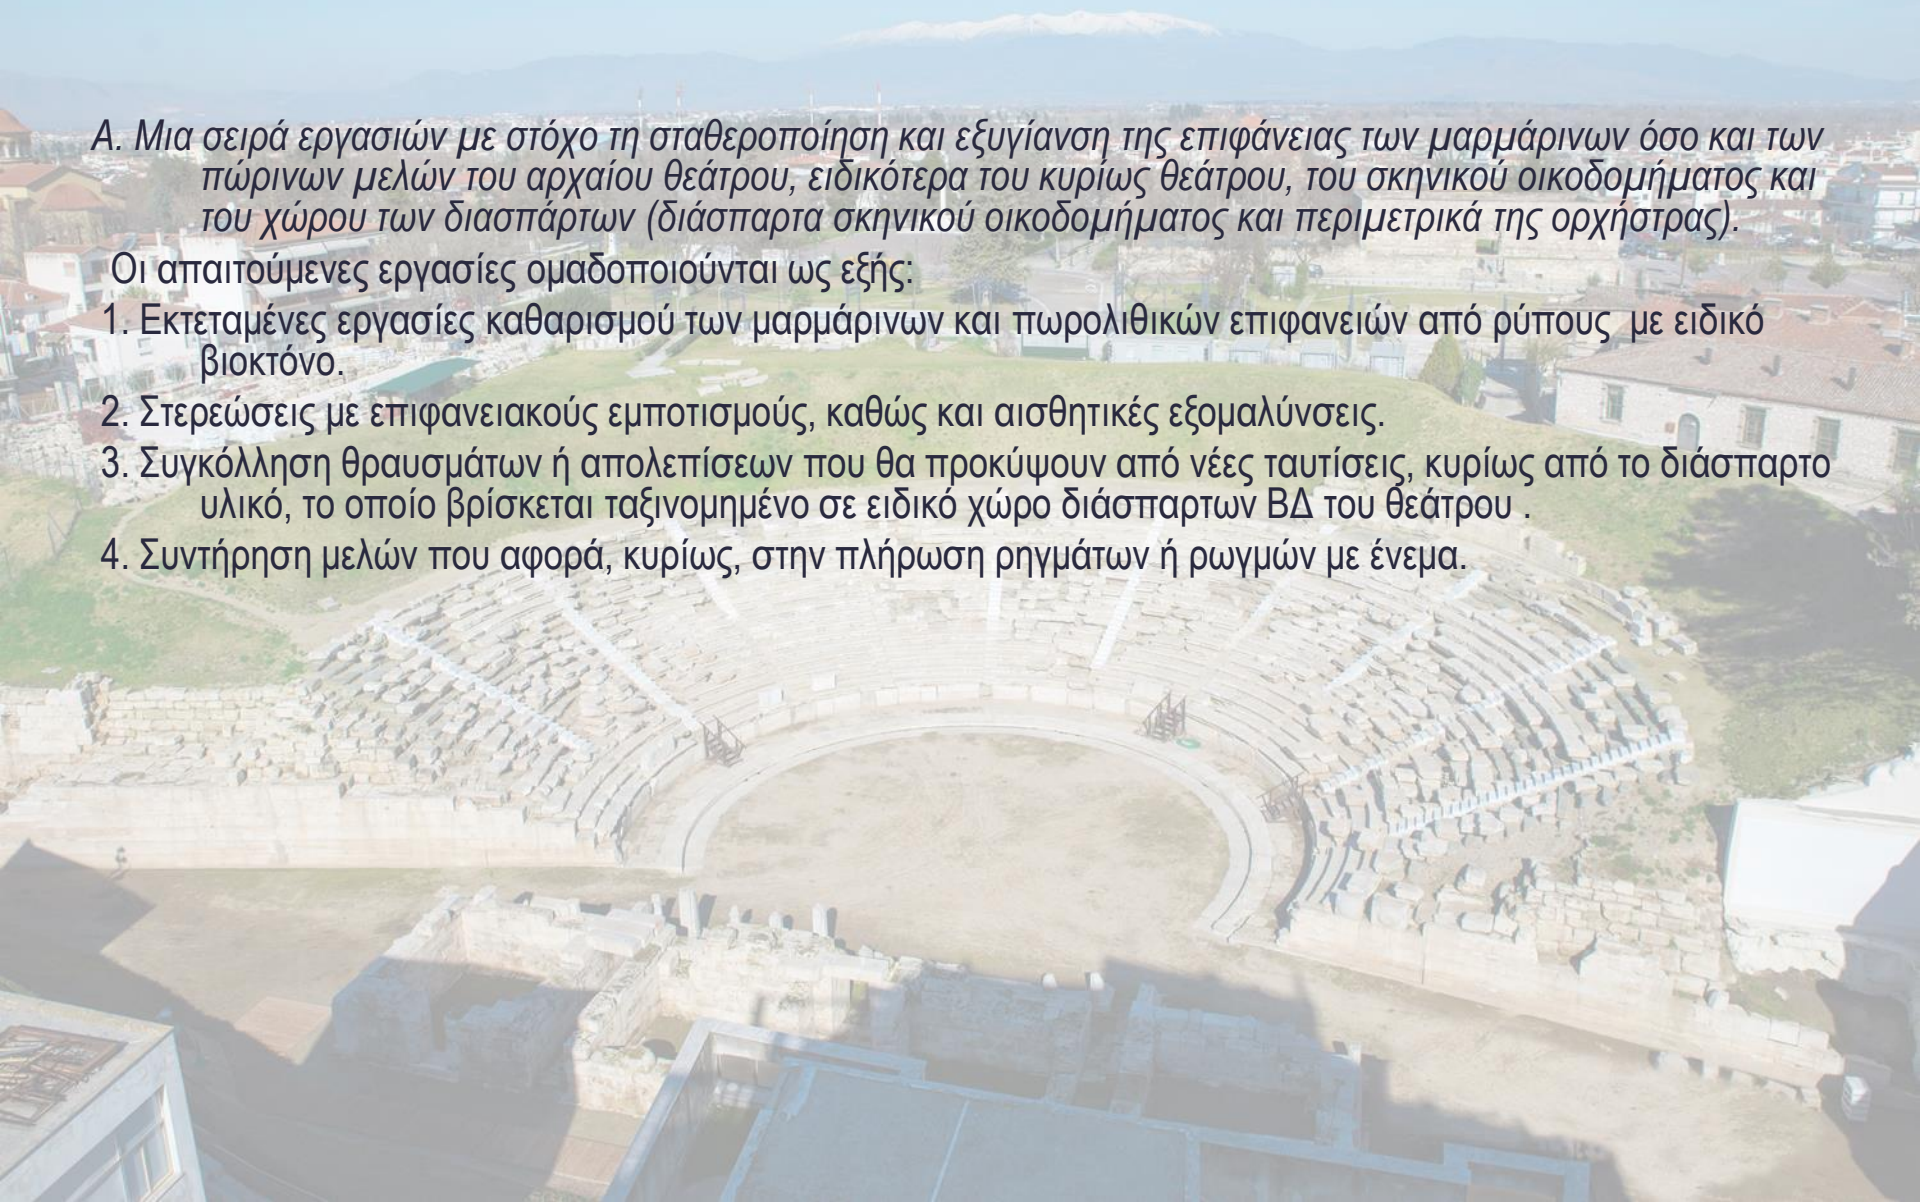 Α. Μια σειρά εργασιών με στόχο τη σταθεροποίηση και εξυγίανση της επιφάνειας των μαρμάρινων όσο και των
πώρινων μελών του αρχαίου θεάτρου, ειδικότερα του κυρίως θεάτρου, του σκηνικού οικοδομήματος και
του χώρου των διασπάρτων (διάσπαρτα σκηνικού οικοδομήματος και περιμετρικά της ορχήστρας).
Οι απαιτούμενες εργασίες ομαδοποιούνται ως εξής:
1. Εκτεταμένες εργασίες καθαρισμού των μαρμάρινων και πωρολιθικών επιφανειών από ρύπους με ειδικό
βιοκτόνο.
2. Στερεώσεις με επιφανειακούς εμποτισμούς, καθώς και αισθητικές εξομαλύνσεις.
3. Συγκόλληση θραυσμάτων ή απολεπίσεων που θα προκύψουν από νέες ταυτίσεις, κυρίως από το διάσπαρτο
υλικό, το οποίο βρίσκεται ταξινομημένο σε ειδικό χώρο διάσπαρτων ΒΔ του θεάτρου .
4. Συντήρηση μελών που αφορά, κυρίως, στην πλήρωση ρηγμάτων ή ρωγμών με ένεμα.